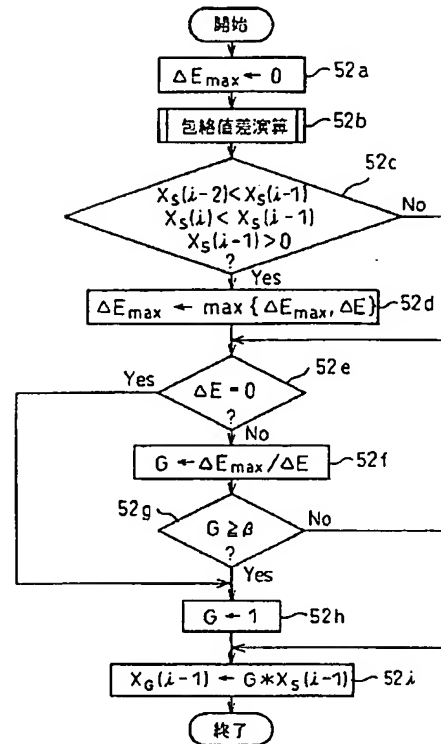 開始
ΔEmax ← 0
52a
包絡値差演算
52b
52c
XS(i-2)<XS(i-1)
XS(i)<XS(i-1)
XS(i-1)>0
?
No
Yes
ΔEmax ← max{ΔEmax,ΔE}
52d
Yes
ΔE=0
?
52e
No
G←ΔEmax/ΔE
52f
52g
G≧β
?
No
Yes
G←1
52h
XG(i-1)←G*XS(i-1)
52i
終了